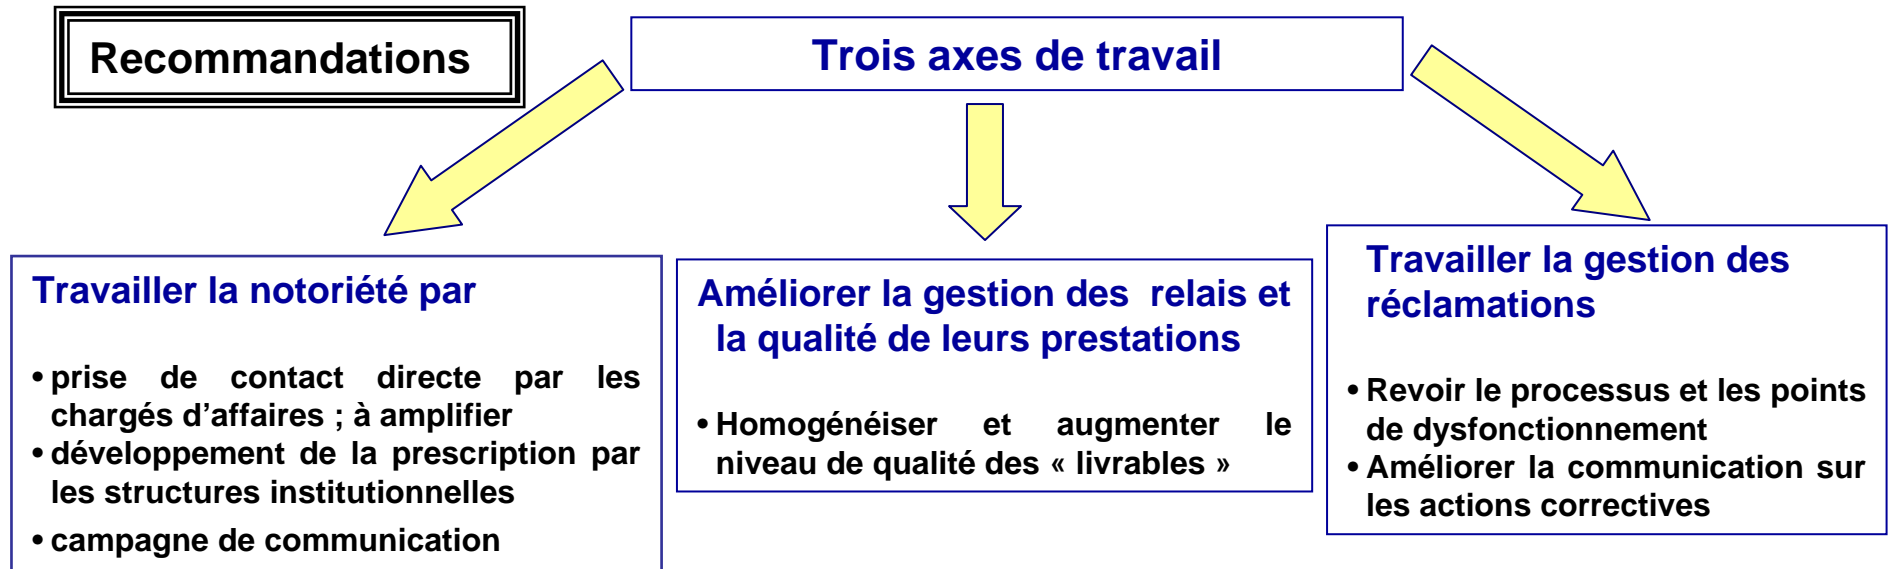 Recommandations
Trois axes de travail
Travailler la notoriété par
• prise de contact directe par les
chargés d’affaires ; à amplifier
• développement de la prescription par
les structures institutionnelles
• campagne de communication
Améliorer la gestion des relais et
la qualité de leurs prestations
• Homogénéiser et augmenter le
niveau de qualité des « livrables »
Travailler la gestion des
réclamations
• Revoir le processus et les points
de dysfonctionnement
• Améliorer la communication sur
les actions correctives